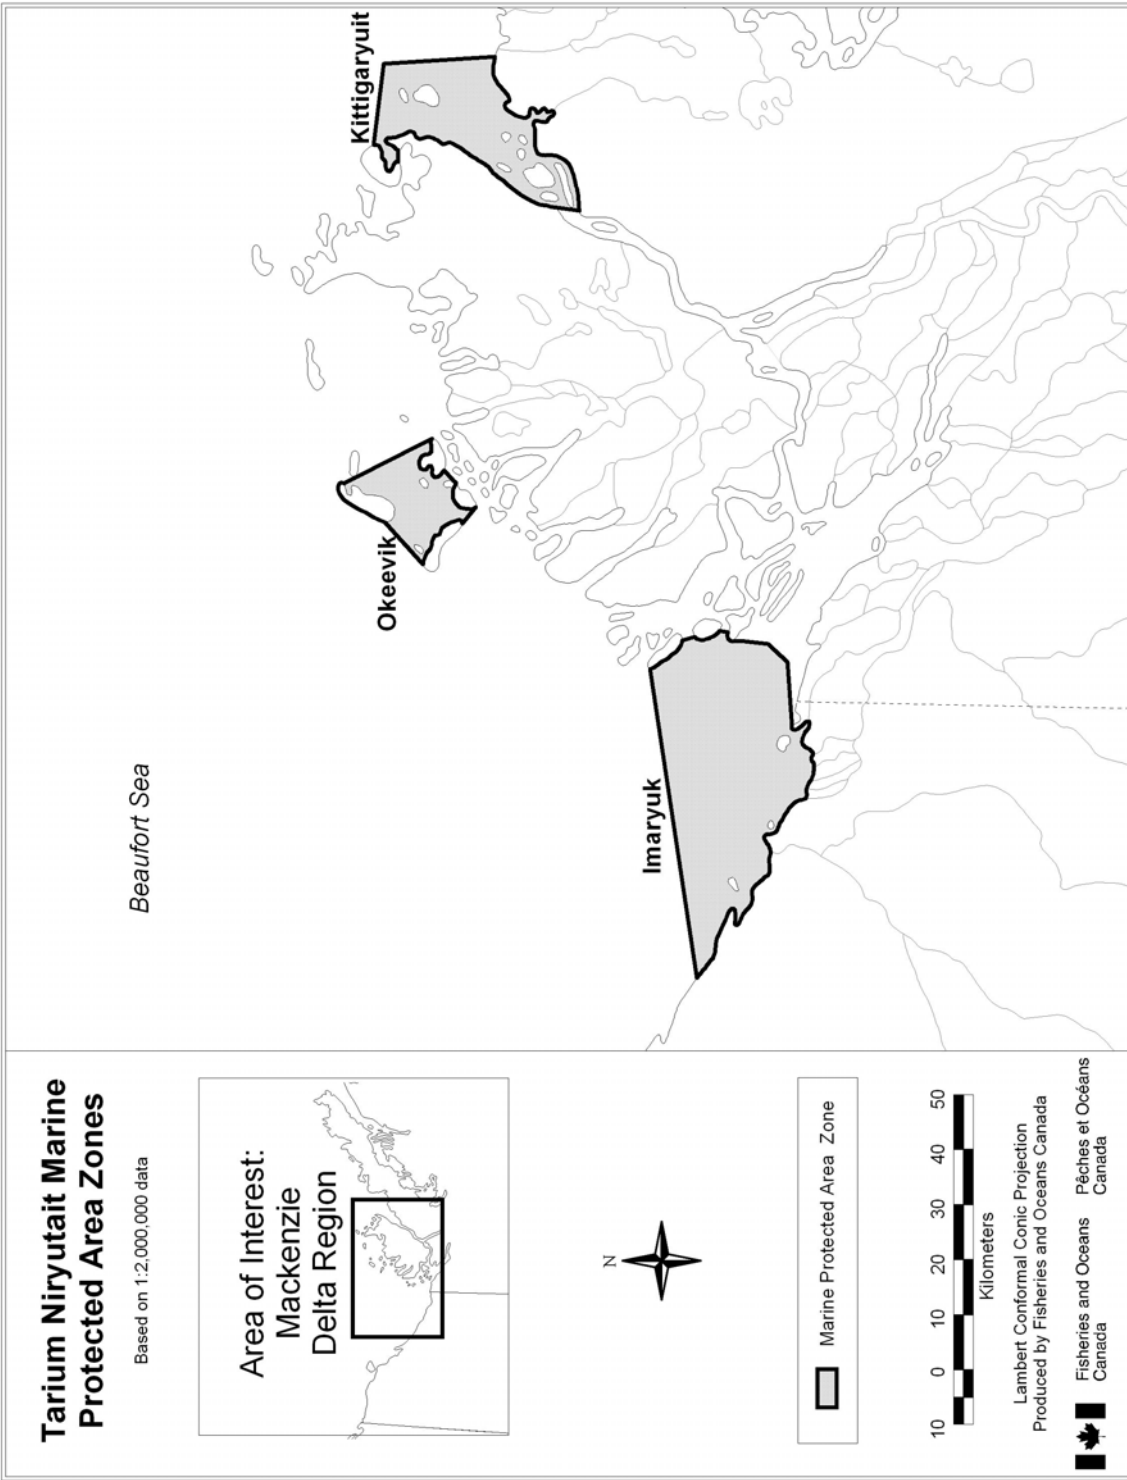 Tarium Niryutait Marine
Protected Area Zones
Based on 1:2,000,000 data
Area of Interest:
Mackenzie
Delta Region
N
Marine Protected Area Zone
10 0 10 20 30 40 50
Kilometers
Lambert Conformal Conic Projection
Produced by Fisheries and Oceans Canada
Fisheries and Oceans
Canada
Pêches et Océans
Canada
Beaufort Sea
Imaryuk
Okeevik
Kittigaryuit